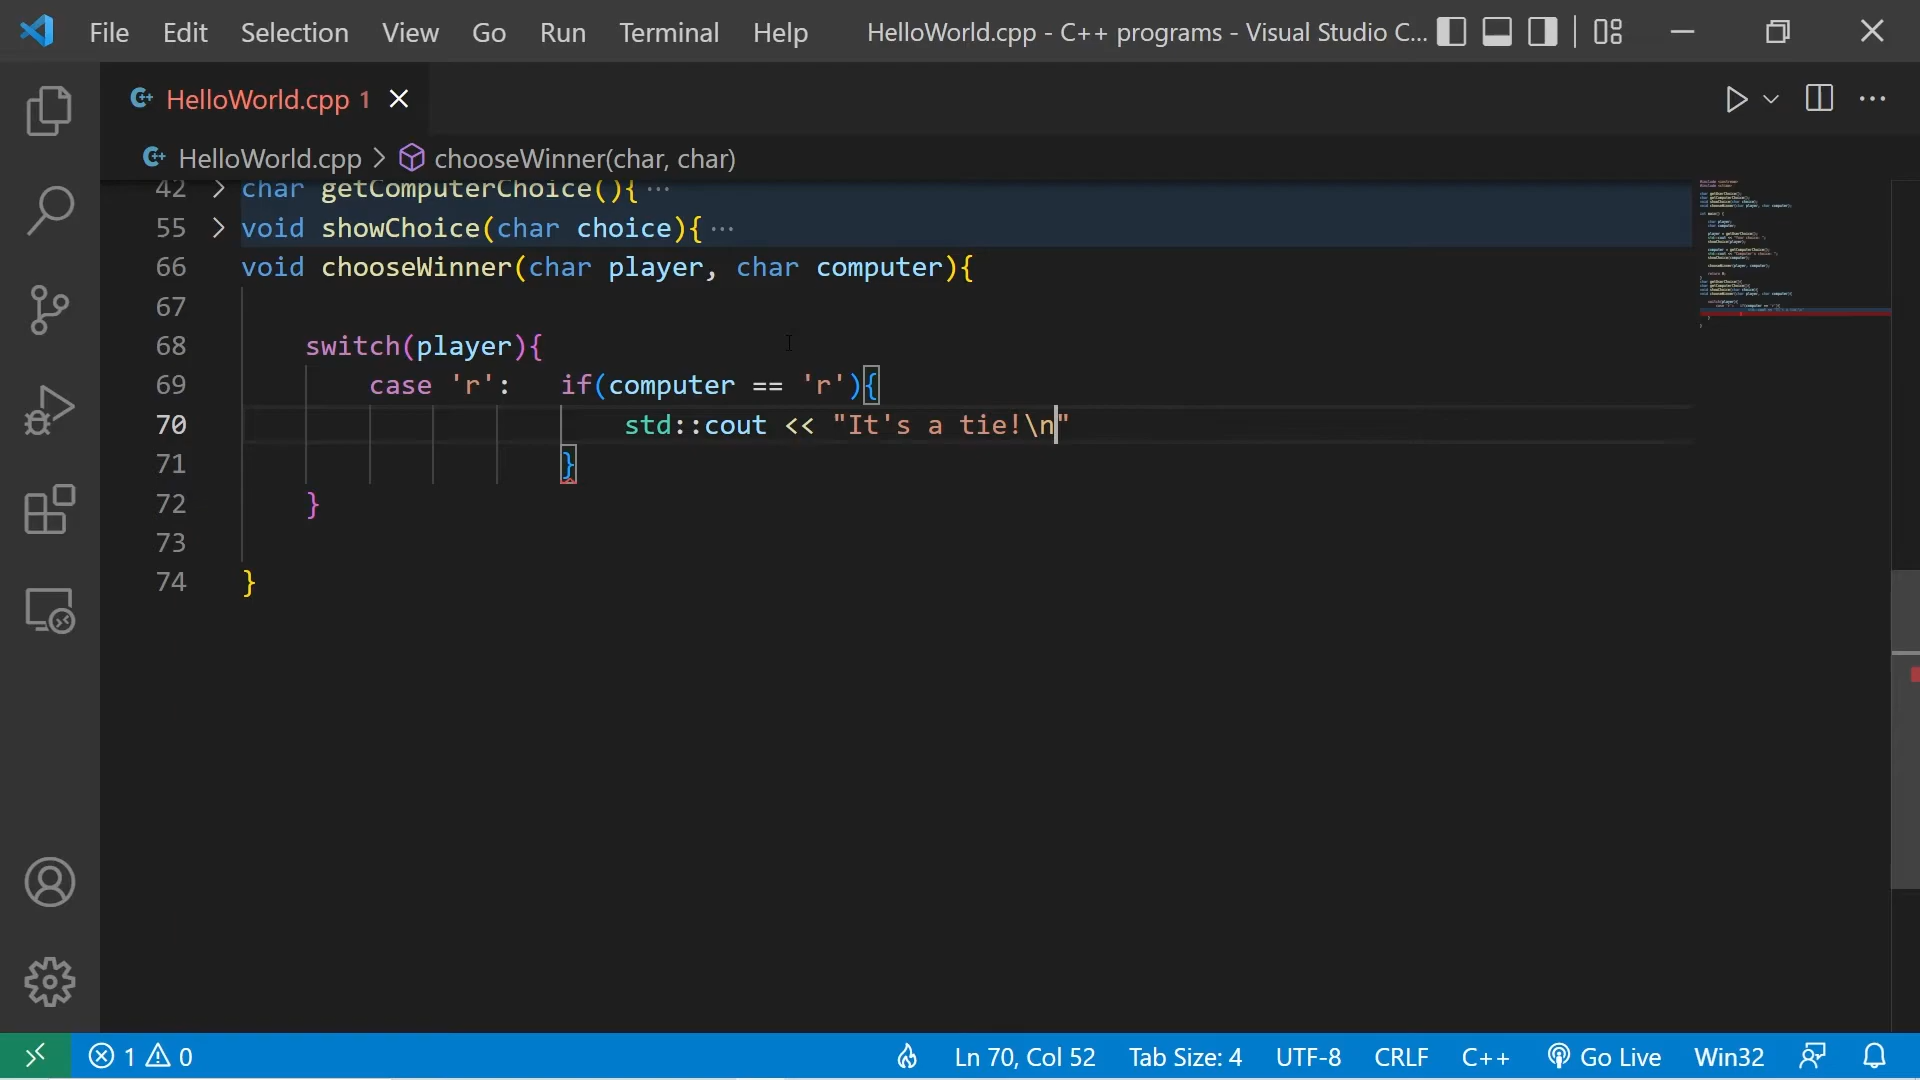 File Edit Selection View Go Run Terminal Help HelloWorld.cpp - C++ programs - Visual Studio C...
HelloWorld.cpp 1
HelloWorld.cpp > chooseWinner(char, char)
42 > char getComputerChoice(){ ...
55 > void showChoice(char choice){ ...
66 void chooseWinner(char player, char computer){
67
68 switch(player){
69 case 'r': if(computer == 'r'){
70 std::cout << "It's a tie!\n"
71 }
72 }
73
74 }
1 0 Ln 70, Col 52 Tab Size: 4 UTF-8 CRLF C++ Go Live Win32